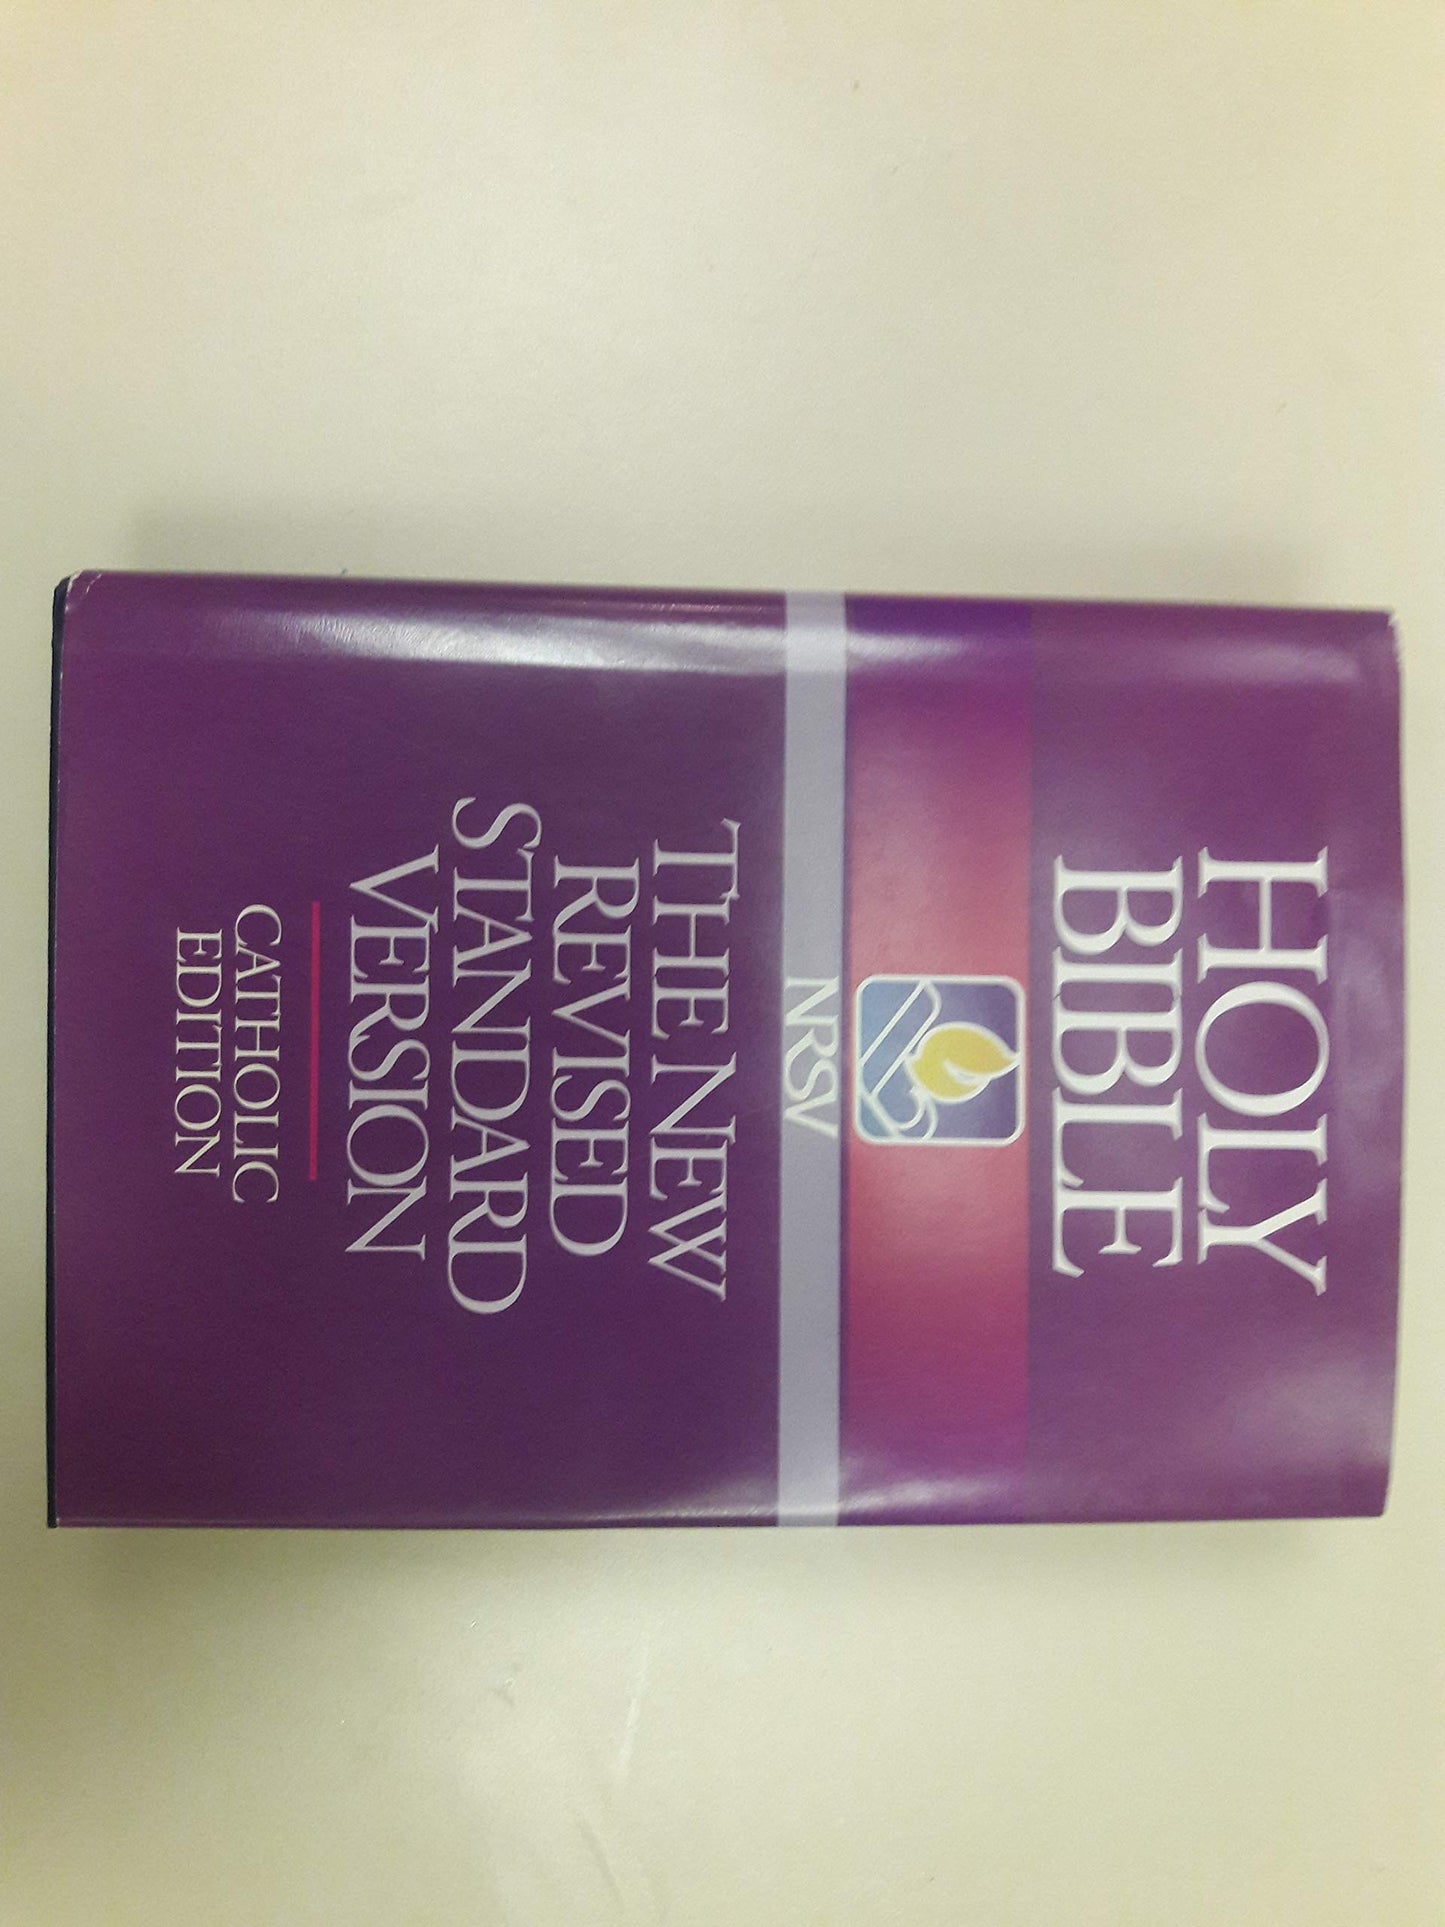 HOLY
BIBLE
NRSV
THE NEW
REVISED
STANDARD
VERSION
CATHOLIC
EDITION